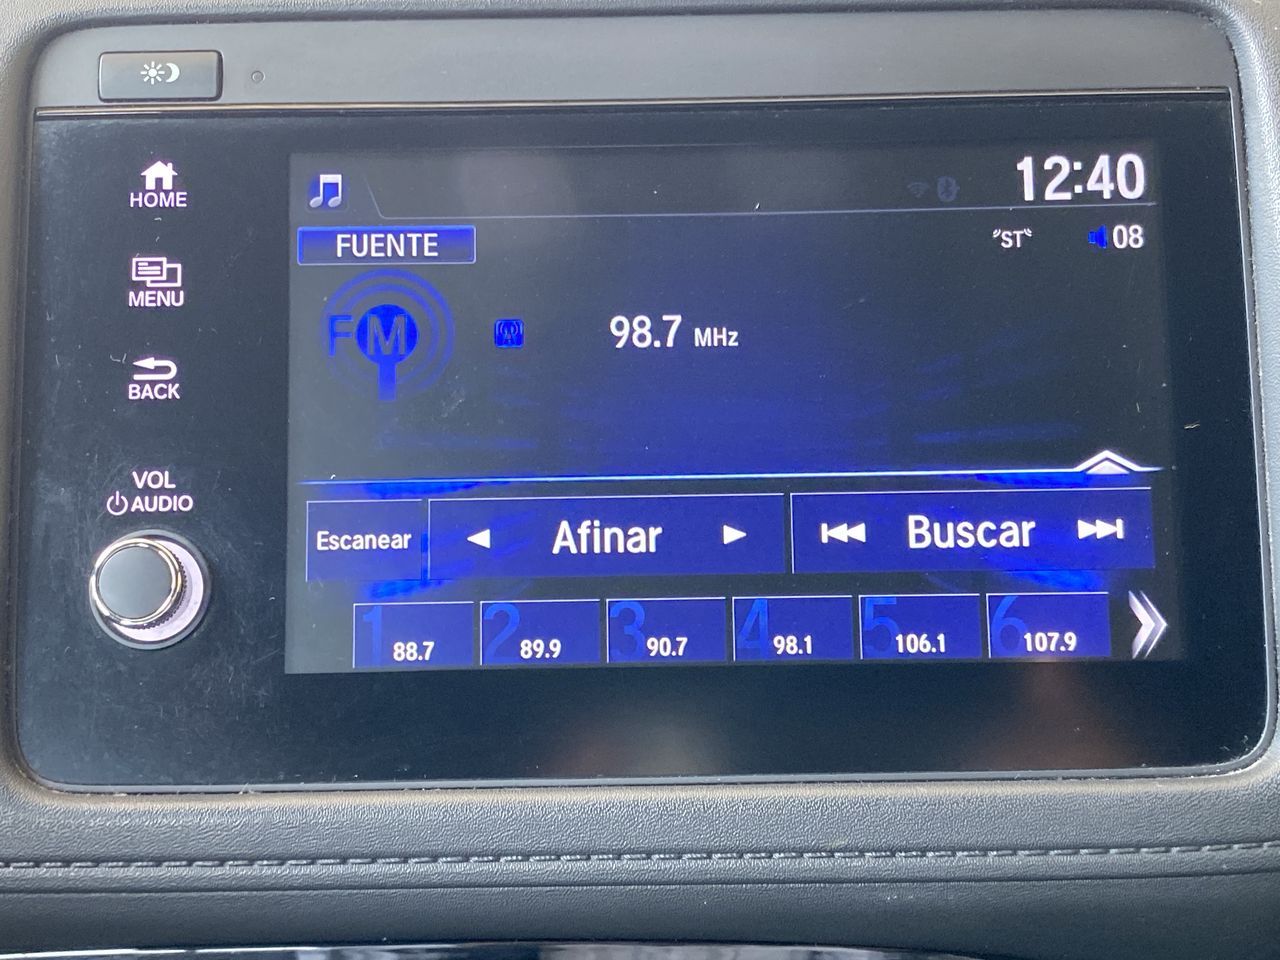 12:40
HOME
FUENTE
"ST"
08
MENU
FM
98.7 MHz
BACK
VOL
AUDIO
Escanear
Afinar
Buscar
1 88.7
2 89.9
3 90.7
4 98.1
5 106.1
6 107.9